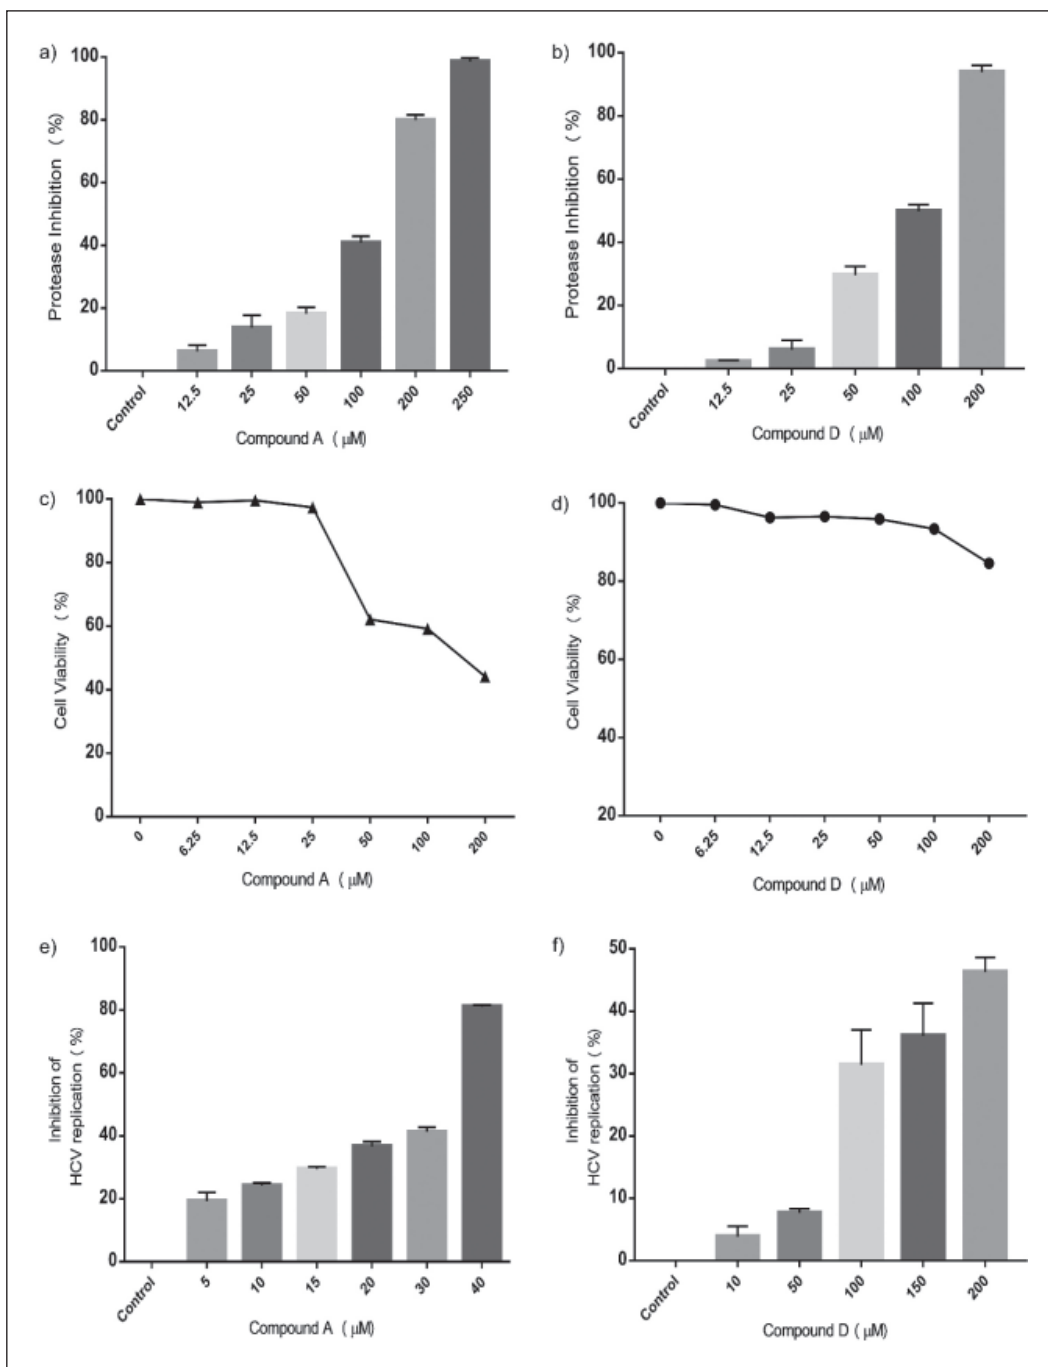 a)
Protease Inhibition ( %)
100
80
60
40
20
0
Control
12.5
25
50
100
200
250
Compound A ( μM)
b)
Protease Inhibition ( %)
100
80
60
40
20
0
Control
12.5
25
50
100
200
Compound D ( μM)
c)
Cell Viability ( %)
100
80
60
40
20
0
0
6.25
12.5
25
50
100
200
Compound A ( μM)
d)
Cell Viability ( %)
100
80
60
40
20
0
6.25
12.5
25
50
100
200
Compound D ( μM)
e)
Inhibition of
HCV replication ( %)
100
80
60
40
20
0
Control
5
10
15
20
30
40
Compound A ( μM)
f)
Inhibition of
HCV replication ( %)
50
40
30
20
10
0
Control
10
50
100
150
200
Compound D ( μM)